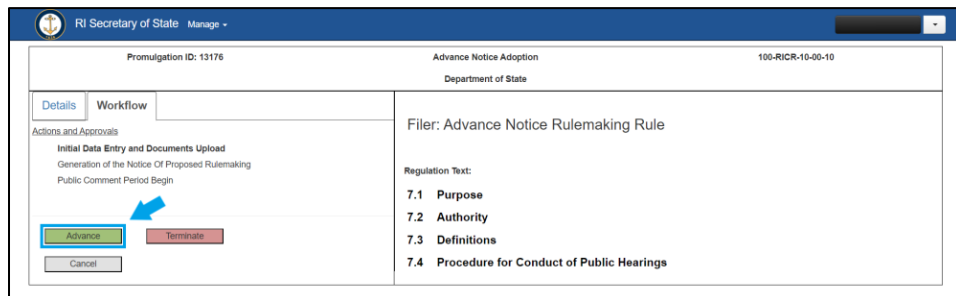 RI Secretary of State Manage
Promulgation ID: 13176 Advance Notice Adoption 100-RICR-10-00-10
Department of State
Details Workflow
Actions and Approvals
Initial Data Entry and Documents Upload
Generation of the Notice Of Proposed Rulemaking
Public Comment Period Begin
Advance Terminate
Cancel
Filer: Advance Notice Rulemaking Rule
Regulation Text:
7.1 Purpose
7.2 Authority
7.3 Definitions
7.4 Procedure for Conduct of Public Hearings